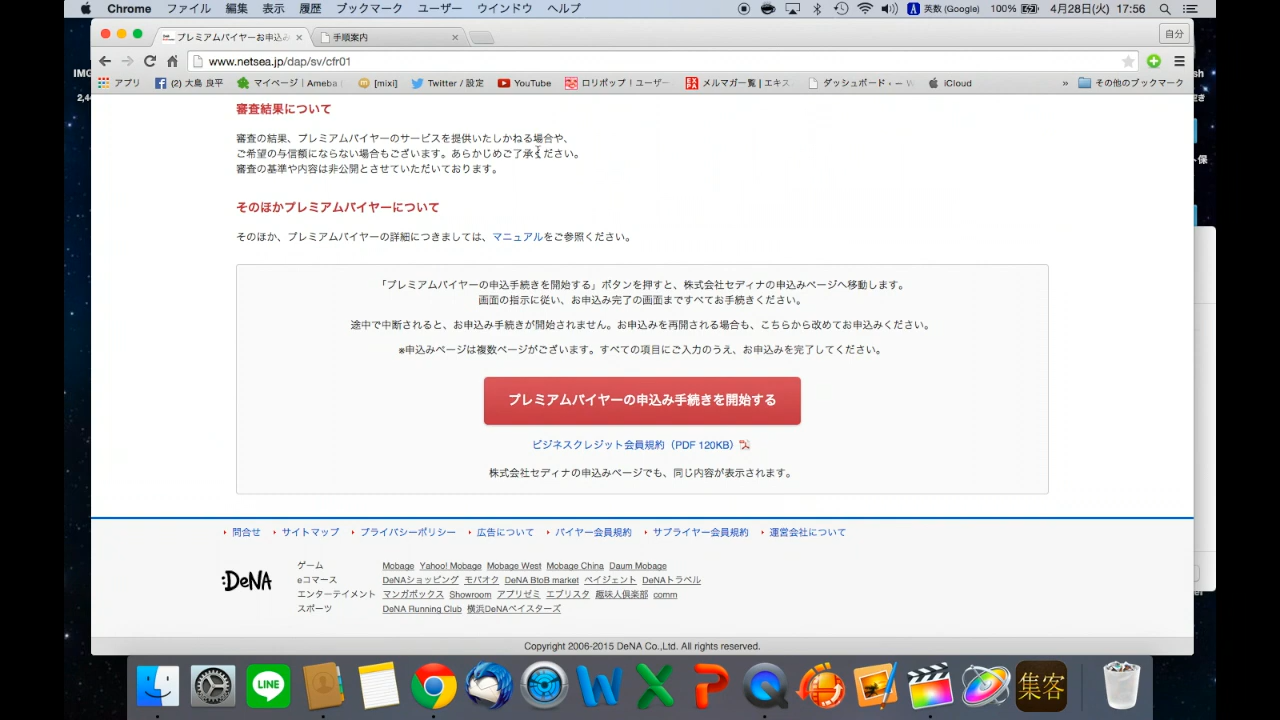 Chrome ファイル 編集 表示 履歴 ブックマーク ユーザー ウインドウ ヘルプ 英数 (Google) 100% 4月28日(火) 17:56
プレミアムバイヤーお申込み 手順案内 自分
www.netsea.jp/dap/sv/cfr01
アプリ (2) 大島 良平 マイページ｜Ameba ( [mixi] Twitter / 設定 YouTube ロリポップ！ユーザー メルマガ一覧 | エキス ダッシュボード ‹ — W iCloud » その他のブックマーク
IMG
審査結果について
審査の結果、プレミアムバイヤーのサービスを提供いたしかねる場合や、
ご希望の与信額にならない場合もございます。あらかじめご了承ください。
審査の基準や内容は非公開とさせていただいております。
そのほかプレミアムバイヤーについて
そのほか、プレミアムバイヤーの詳細につきましては、マニュアルをご参照ください。
「プレミアムバイヤーの申込手続きを開始する」ボタンを押すと、株式会社セディナの申込みページへ移動します。
画面の指示に従い、お申込み完了の画面まですべてお手続きください。
途中で中断されると、お申込み手続きが開始されません。お申込みを再開される場合も、こちらから改めてお申込みください。
※申込みページは複数ページがございます。すべての項目にご入力のうえ、お申込みを完了してください。
プレミアムバイヤーの申込み手続きを開始する
ビジネスクレジット会員規約（PDF 120KB）
株式会社セディナの申込みページでも、同じ内容が表示されます。
問合せ サイトマップ プライバシーポリシー 広告について バイヤー会員規約 サプライヤー会員規約 運営会社について
:DeNA
ゲーム Mobage Yahoo! Mobage Mobage West Mobage China Daum Mobage
eコマース DeNAショッピング モバオク DeNA BtoB market ペイジェント DeNAトラベル
エンターテイメント マンガボックス Showroom アプリゼミ エブリスタ 趣味人倶楽部 comm
スポーツ DeNA Running Club 横浜DeNAベイスターズ
Copyright 2006-2015 DeNA Co.,Ltd. All rights reserved.
LINE
集客